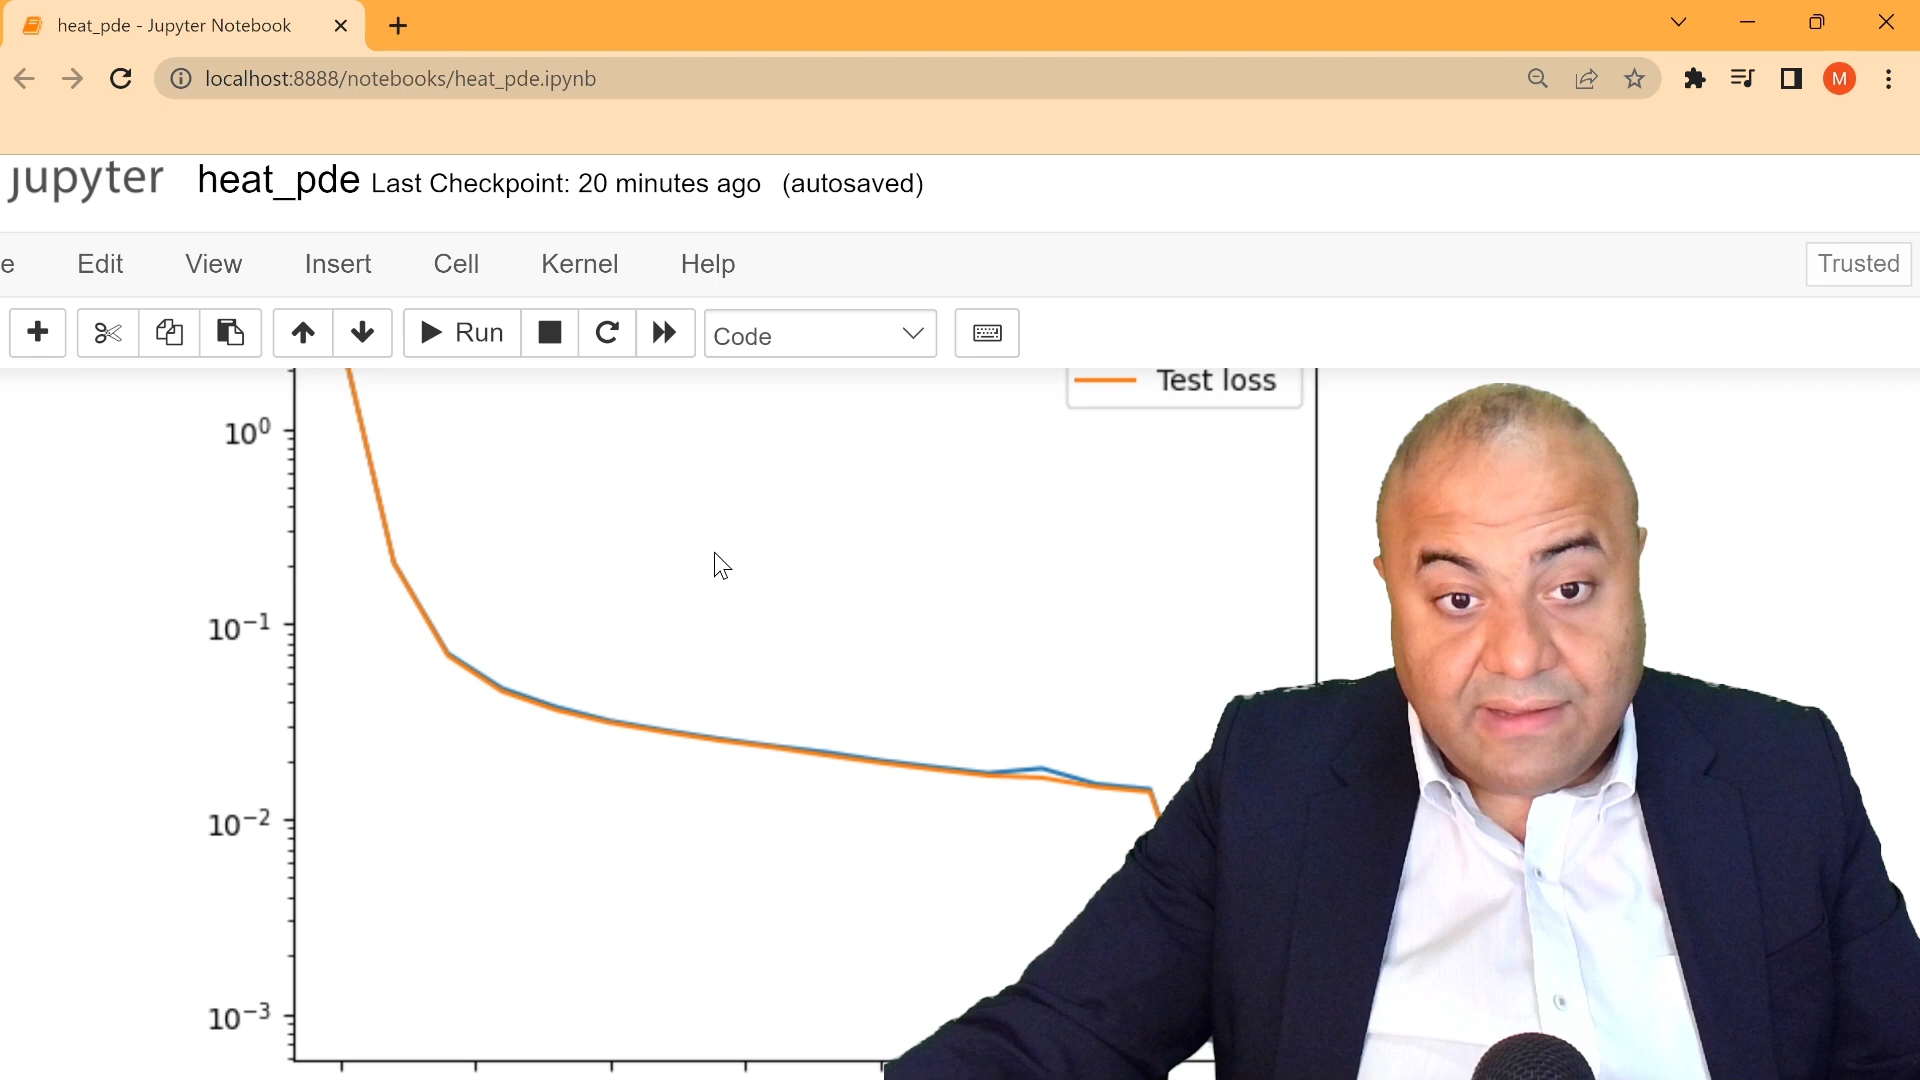 heat_pde - Jupyter Notebook
localhost:8888/notebooks/heat_pde.ipynb
M
jupyter heat_pde Last Checkpoint: 20 minutes ago (autosaved)
e Edit View Insert Cell Kernel Help Trusted
Run Code
Test loss
10⁰
10⁻¹
10⁻²
10⁻³